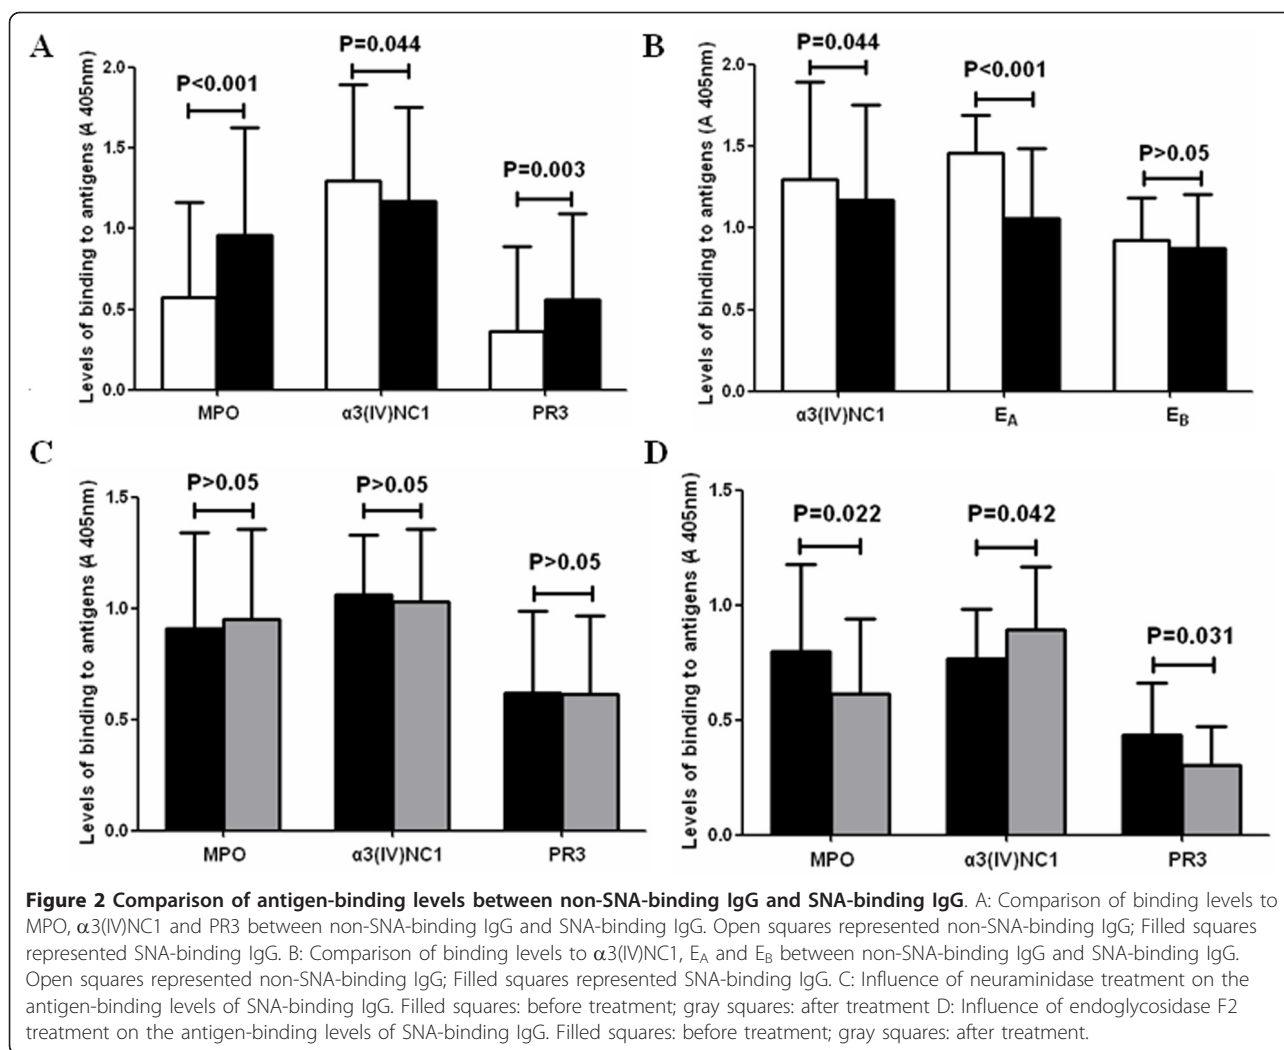 A
P<0.001
P=0.044
P=0.003
Levels of binding to antigens (A 405nm)
2.0
1.5
1.0
0.5
0.0
MPO
α3(IV)NC1
PR3
B
P=0.044
P<0.001
P>0.05
Levels of binding to antigens (A 405nm)
2.0
1.5
1.0
0.5
0.0
α3(IV)NC1
E_A
E_B
C
P>0.05
P>0.05
P>0.05
Levels of binding to antigens (A 405nm)
1.5
1.0
0.5
0.0
MPO
α3(IV)NC1
PR3
D
P=0.022
P=0.042
P=0.031
Levels of binding to antigens (A 405nm)
1.5
1.0
0.5
0.0
MPO
α3(IV)NC1
PR3
Figure 2 Comparison of antigen-binding levels between non-SNA-binding IgG and SNA-binding IgG. A: Comparison of binding levels to
MPO, α3(IV)NC1 and PR3 between non-SNA-binding IgG and SNA-binding IgG. Open squares represented non-SNA-binding IgG; Filled squares
represented SNA-binding IgG. B: Comparison of binding levels to α3(IV)NC1, E_A and E_B between non-SNA-binding IgG and SNA-binding IgG.
Open squares represented non-SNA-binding IgG; Filled squares represented SNA-binding IgG. C: Influence of neuraminidase treatment on the
antigen-binding levels of SNA-binding IgG. Filled squares: before treatment; gray squares: after treatment D: Influence of endoglycosidase F2
treatment on the antigen-binding levels of SNA-binding IgG. Filled squares: before treatment; gray squares: after treatment.